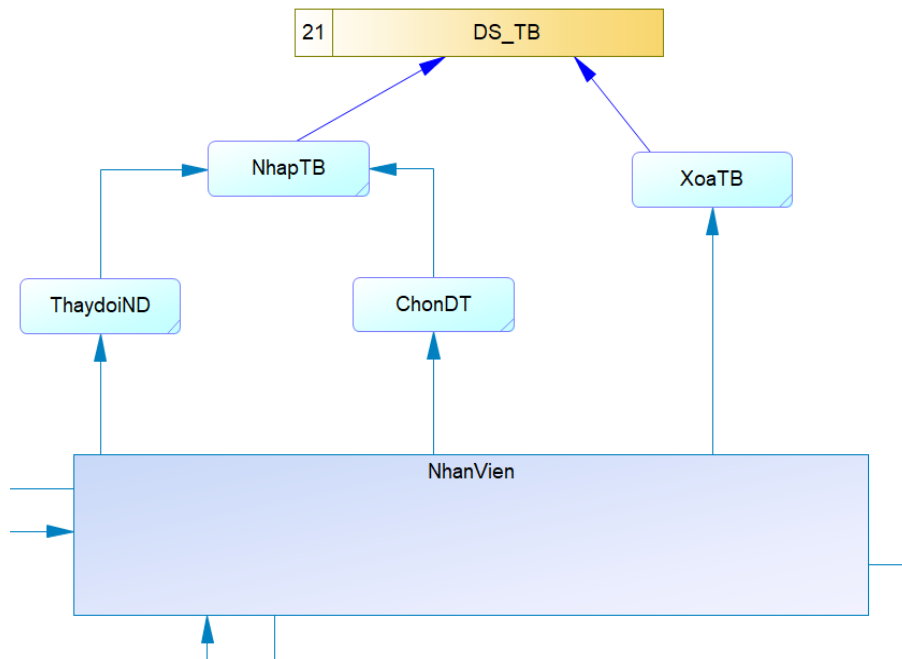 21 DS_TB
NhapTB
XoaTB
ThaydoiND
ChonDT
NhanVien